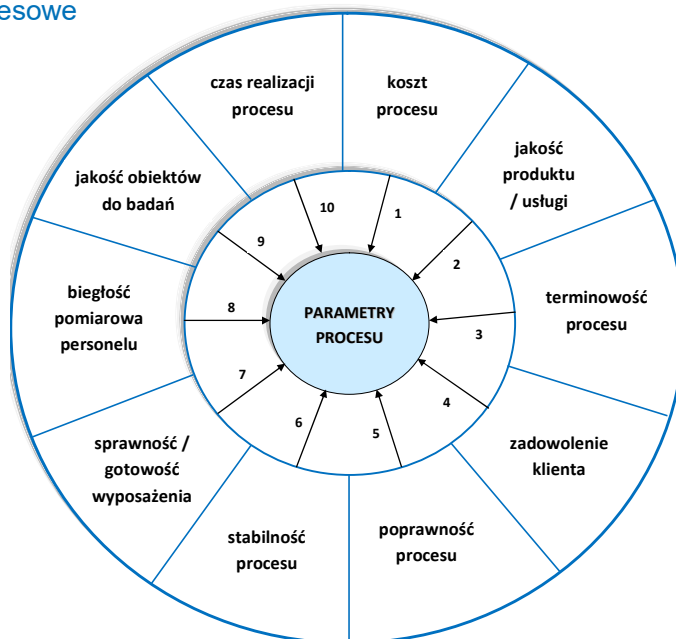 esowe
czas realizacji
procesu
koszt
procesu
jakość
produktu
/ usługi
terminowość
procesu
zadowolenie
klienta
poprawność
procesu
stabilność
procesu
sprawność /
gotowość
wyposażenia
biegłość
pomiarowa
personelu
jakość obiektów
do badań
10
1
2
3
4
5
6
7
8
9
PARAMETRY
PROCESU